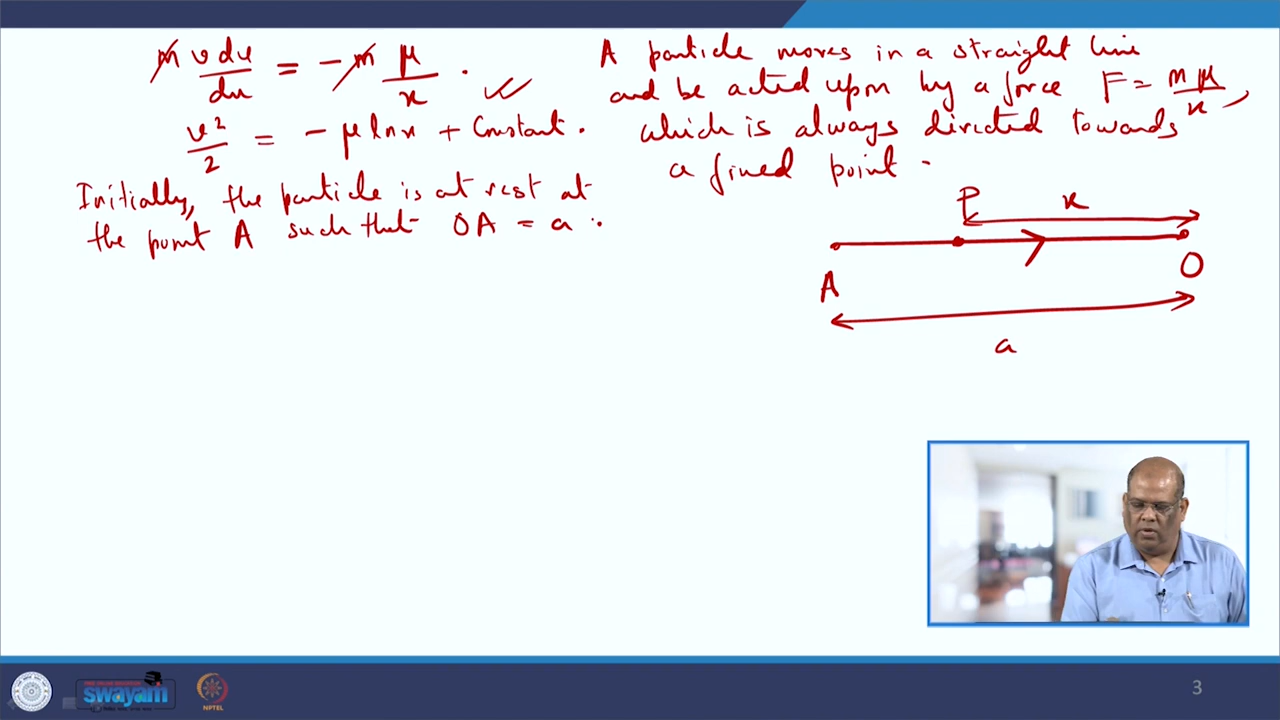 m v dv/dx = - m μ/x .
v²/2 = - μ ln x + Constant .
Initially, the particle is at rest at
the point A such that OA = a .
A particle moves in a straight line
and be acted upon by a force F = mμ/x ,
which is always directed towards
a fixed point .
P x
A O
a
swayam
NPTEL
3